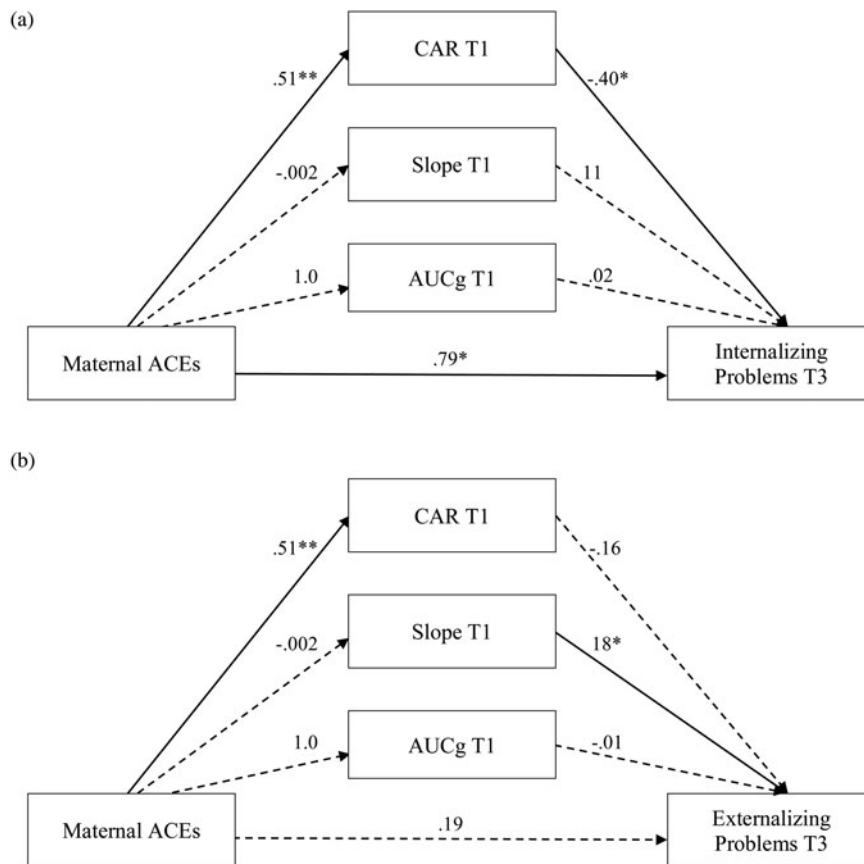 (a)
CAR T1
.51**
-.40*
Slope T1
-.002
11
AUCg T1
1.0
.02
Maternal ACEs
.79*
Internalizing
Problems T3
(b)
CAR T1
.51**
-.16
Slope T1
-.002
18*
AUCg T1
1.0
-.01
Maternal ACEs
.19
Externalizing
Problems T3